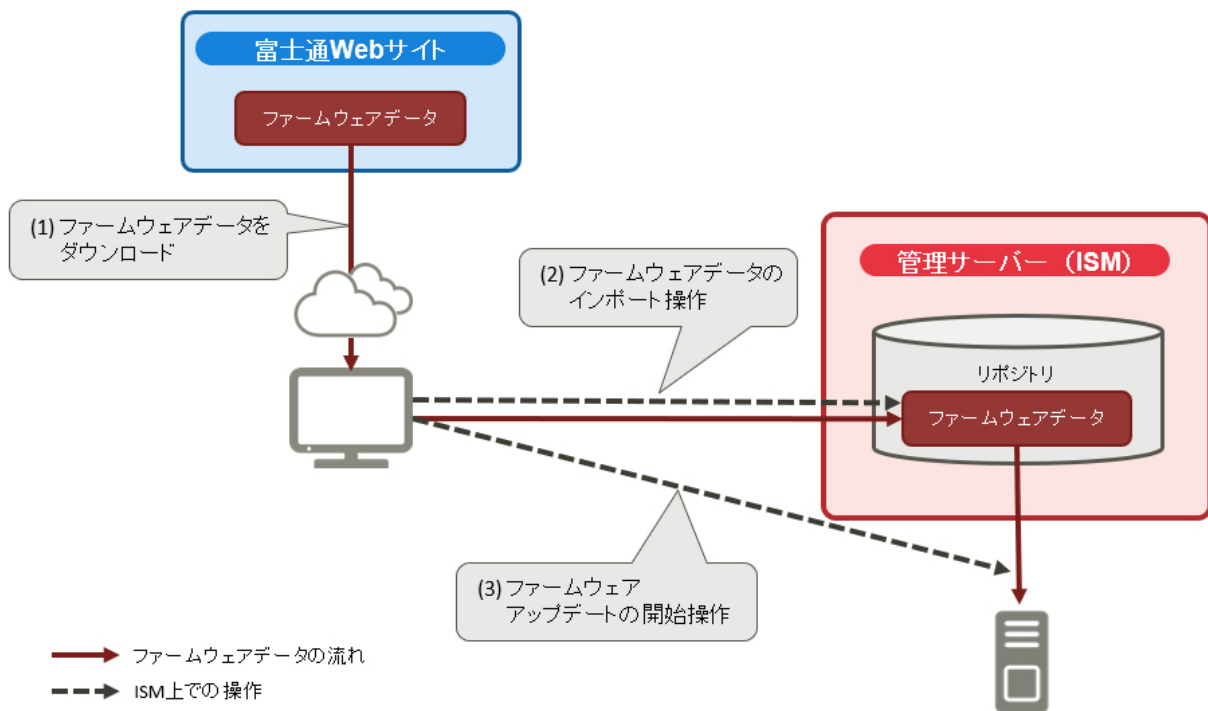 富士通Webサイト
ファームウェアデータ
(1) ファームウェアデータを
ダウンロード
(2) ファームウェアデータの
インポート操作
管理サーバー（ISM）
リポジトリ
ファームウェアデータ
(3) ファームウェア
アップデートの開始操作
ファームウェアデータの流れ
ISM上での操作